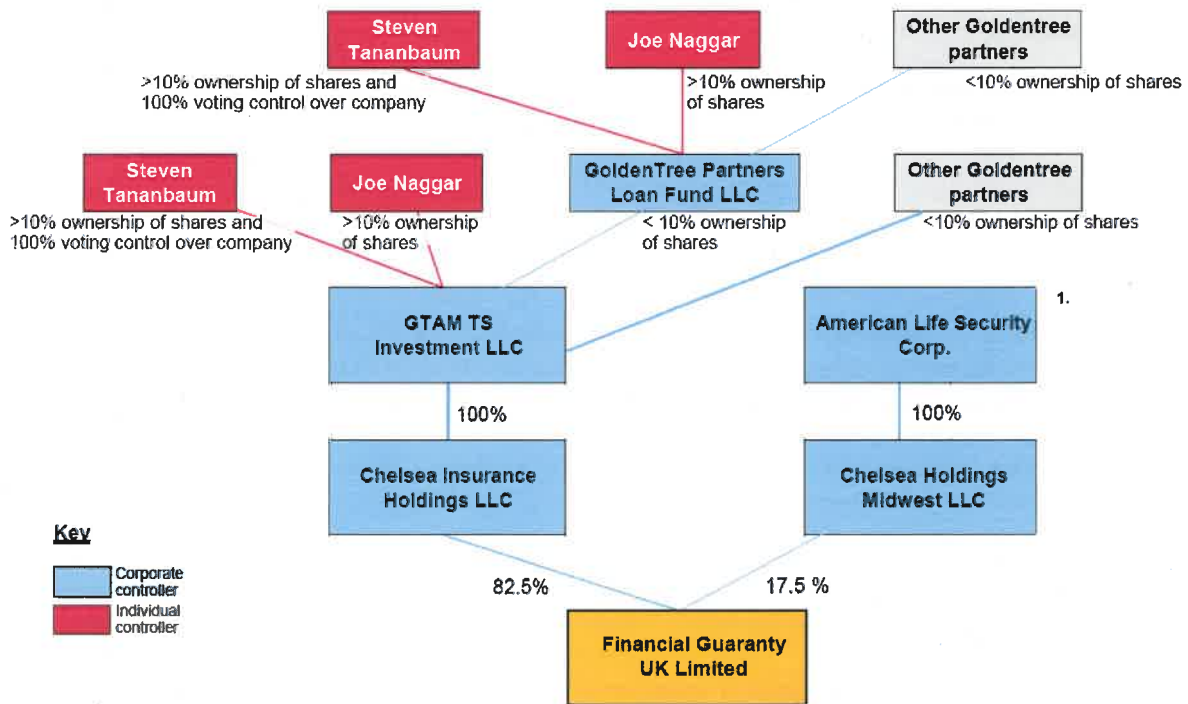 Steven
Tananbaum
Joe Naggar
Other Goldentree
partners
>10% ownership of shares and
100% voting control over company
>10% ownership
of shares
<10% ownership of shares
Steven
Tananbaum
Joe Naggar
GoldenTree Partners
Loan Fund LLC
Other Goldentree
partners
>10% ownership of shares and
100% voting control over company
>10% ownership
of shares
< 10% ownership
of shares
<10% ownership of shares
GTAM TS
Investment LLC
American Life Security
Corp.
1.
100%
100%
Chelsea Insurance
Holdings LLC
Chelsea Holdings
Midwest LLC
Key
Corporate
controller
Individual
controller
82.5%
17.5 %
Financial Guaranty
UK Limited